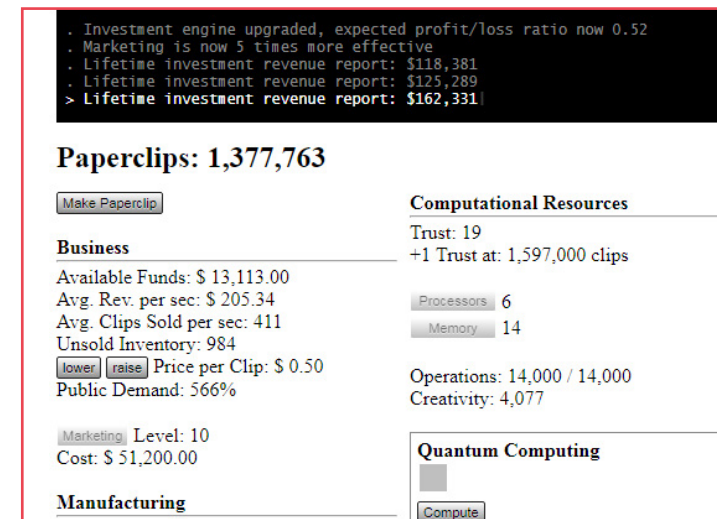 . Investment engine upgraded, expected profit/loss ratio now 0.52
. Marketing is now 5 times more effective
. Lifetime investment revenue report: $118,381
. Lifetime investment revenue report: $125,289
> Lifetime investment revenue report: $162,331
Paperclips: 1,377,763
Make Paperclip
Business
Available Funds: $ 13,113.00
Avg. Rev. per sec: $ 205.34
Avg. Clips Sold per sec: 411
Unsold Inventory: 984
lower raise Price per Clip: $ 0.50
Public Demand: 566%
Marketing Level: 10
Cost: $ 51,200.00
Manufacturing
Computational Resources
Trust: 19
+1 Trust at: 1,597,000 clips
Processors 6
Memory 14
Operations: 14,000 / 14,000
Creativity: 4,077
Quantum Computing
Compute